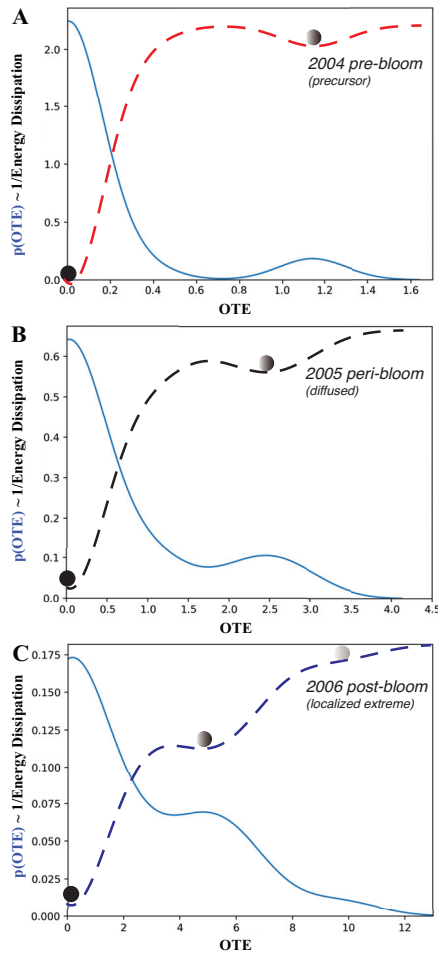 A
2.0
1.5
1.0
0.5
0.0
p(OTE) ~ 1/Energy Dissipation
2004 pre-bloom
(precursor)
0.0 0.2 0.4 0.6 0.8 1.0 1.2 1.4 1.6
OTE
B
0.6
0.5
0.4
0.3
0.2
0.1
0.0
p(OTE) ~ 1/Energy Dissipation
2005 peri-bloom
(diffused)
0.0 0.5 1.0 1.5 2.0 2.5 3.0 3.5 4.0 4.5
OTE
C
0.175
0.150
0.125
0.100
0.075
0.050
0.025
0.000
p(OTE) ~ 1/Energy Dissipation
2006 post-bloom
(localized extreme)
0 2 4 6 8 10 12
OTE